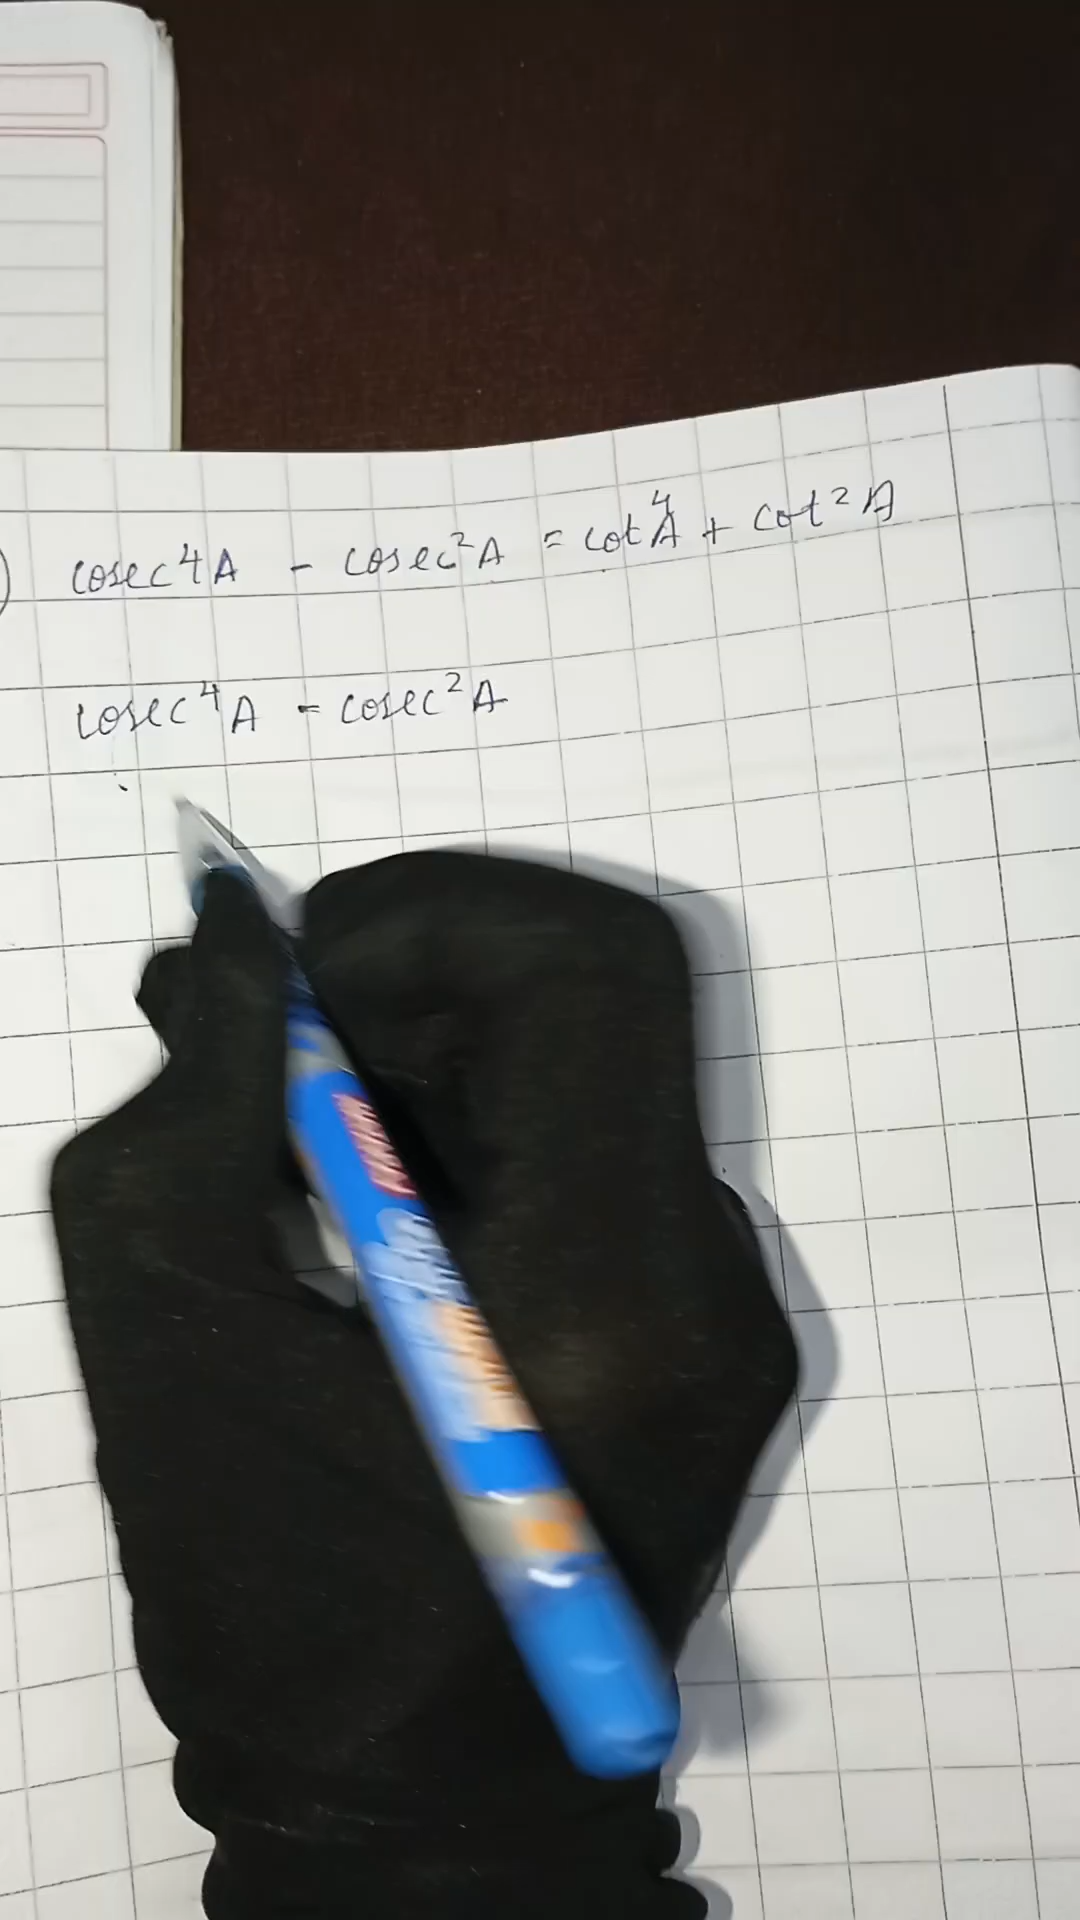 ) cosec⁴A - cosec²A = cot⁴A + cot²A
cosec⁴A - cosec²A